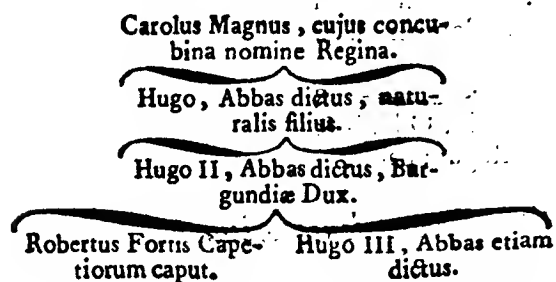 Carolus Magnus, cujus concu-
bina nomine Regina.
Hugo, Abbas dictus, natu-
ralis filius.
Hugo II, Abbas dictus, Bur-
gundiæ Dux.
Robertus Fortis Cape-
tiorum caput.
Hugo III, Abbas etiam
dictus.